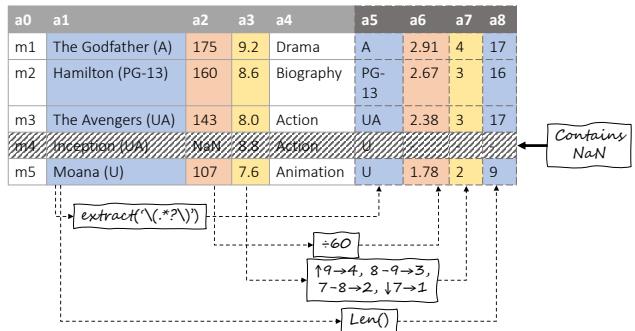 a0 a1 a2 a3 a4 a5 a6 a7 a8
m1 The Godfather (A) 175 9.2 Drama A 2.91 4 17
m2 Hamilton (PG-13) 160 8.6 Biography PG- 2.67 3 16
13
m3 The Avengers (UA) 143 8.0 Action UA 2.38 3 17
m4 Inception (UA) NaN 8.8 Action U - - -
m5 Moana (U) 107 7.6 Animation U 1.78 2 9
Contains
NaN
extract('\(.*?\)')
÷60
↑9→4, 8-9→3,
7-8→2, ↓7→1
Len()